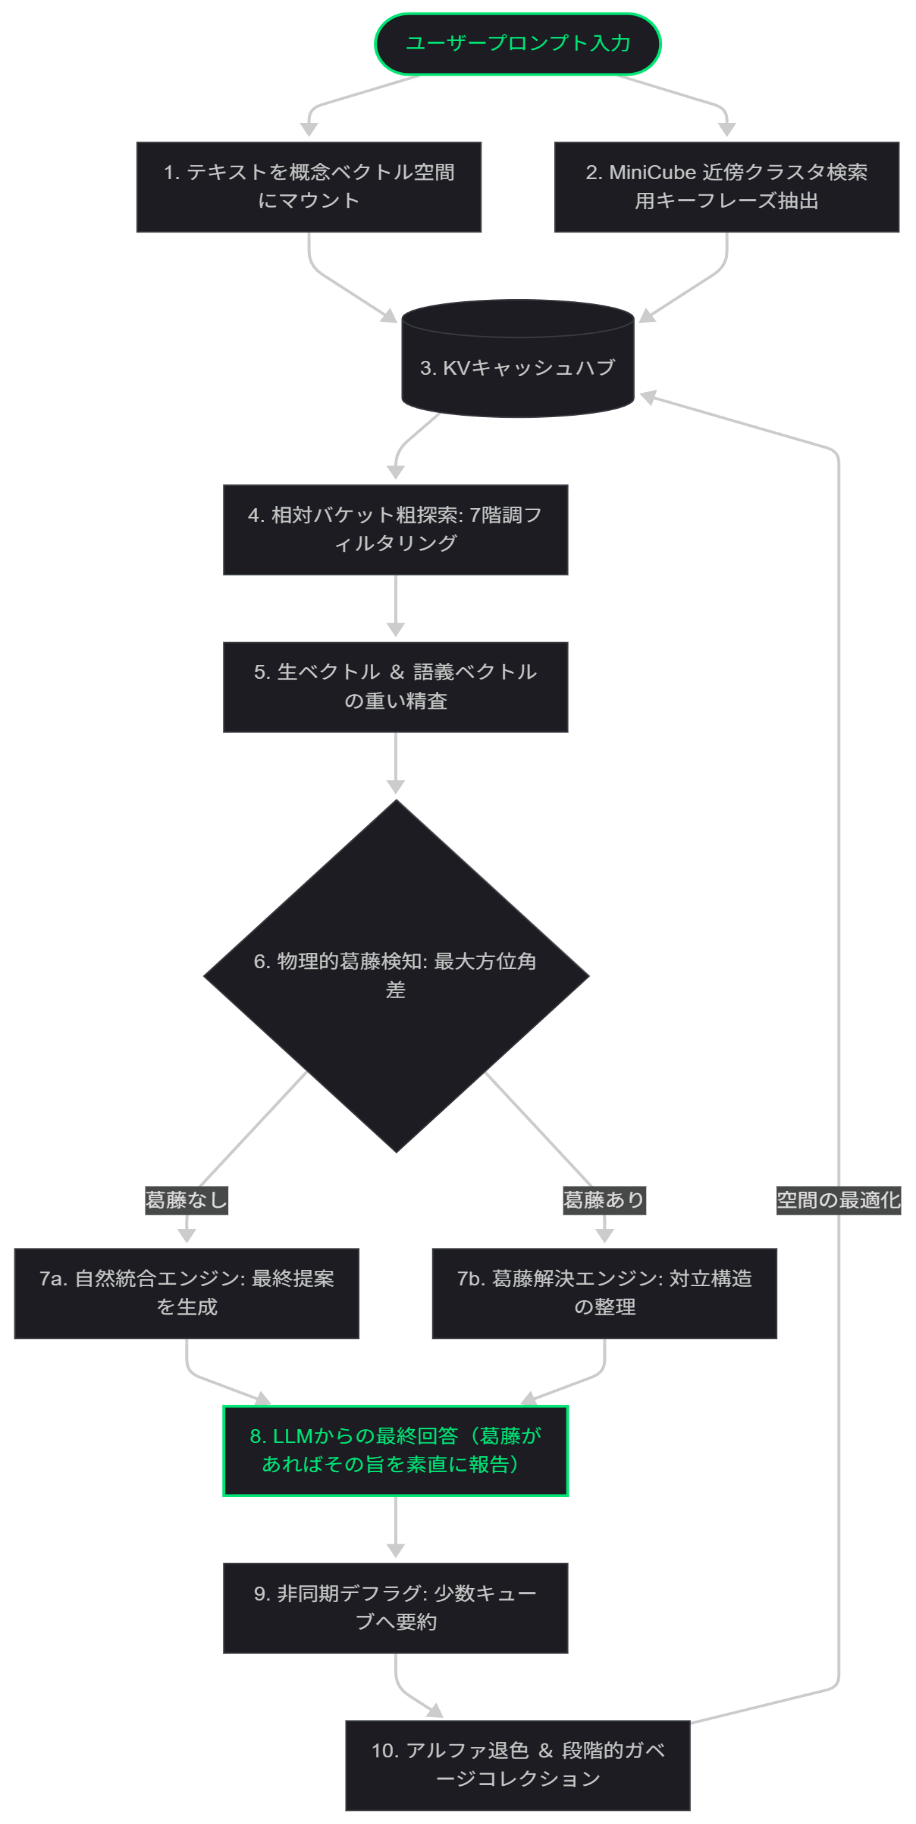 ユーザープロンプト入力
1. テキストを概念ベクトル空間
にマウント
2. MiniCube 近傍クラスタ検索
用キーフレーズ抽出
3. KVキャッシュハブ
4. 相対バケット粗探索: 7階調フ
ィルタリング
5. 生ベクトル ＆ 語義ベクトル
の重い精査
6. 物理的葛藤検知: 最大方位角
差
葛藤なし
葛藤あり
空間の最適化
7a. 自然統合エンジン: 最終提案
を生成
7b. 葛藤解決エンジン: 対立構造
の整理
8. LLMからの最終回答（葛藤が
あればその旨を素直に報告）
9. 非同期デフラグ: 少数キュー
ブへ要約
10. アルファ退色 ＆ 段階的ガベ
ージコレクション